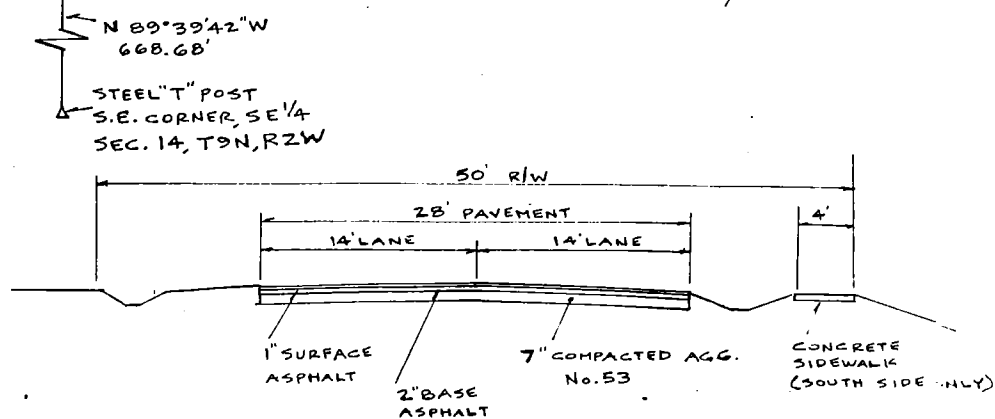 N 89°39'42"W
668.68'
STEEL "T" POST
S.E. CORNER, SE 1/4
SEC. 14, T9N, R2W
50' R/W
28' PAVEMENT
4'
14' LANE
14' LANE
1" SURFACE
ASPHALT
2" BASE
ASPHALT
7" COMPACTED AGG.
No. 53
CONCRETE
SIDEWALK
(SOUTH SIDE NLY)